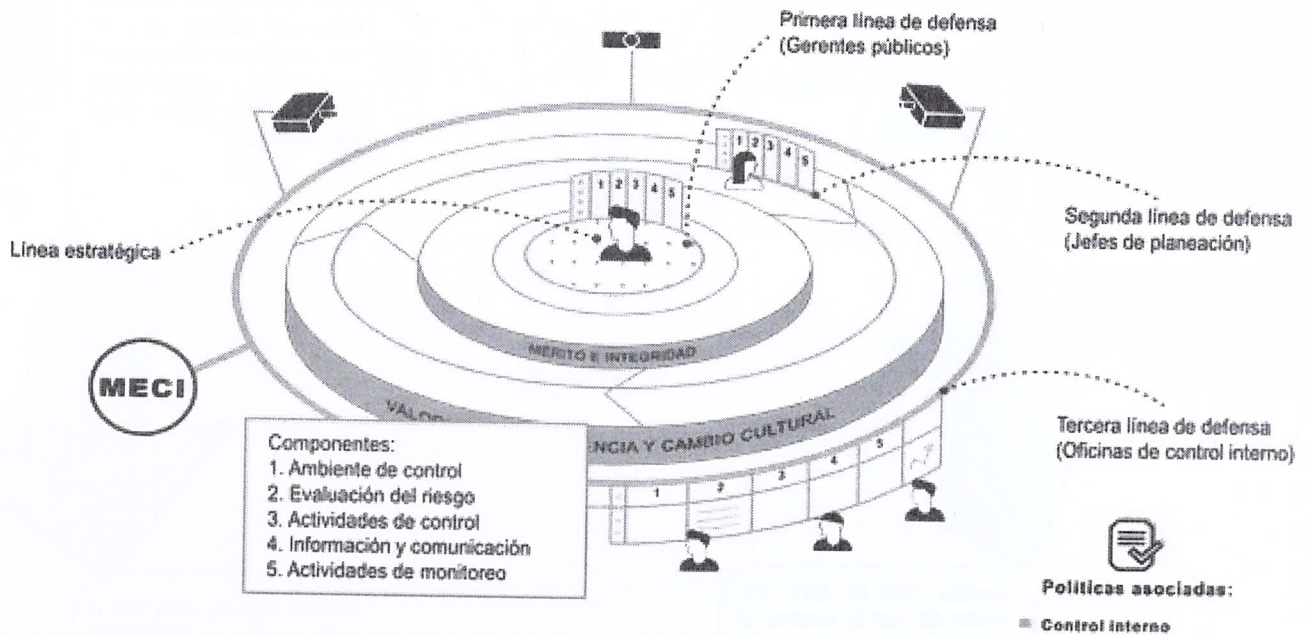 Primera línea de defensa
(Gerentes públicos)
1 2 3 4 5
1 2 3 4 5
Segunda línea de defensa
(Jefes de planeación)
Línea estratégica
MÉRITO E INTEGRIDAD
MECI
CIA Y CAMBIO CULTURAL
Tercera línea de defensa
(Oficinas de control interno)
Componentes:
1. Ambiente de control
2. Evaluación del riesgo
3. Actividades de control
4. Información y comunicación
5. Actividades de monitoreo
1 2 3 4 5
Políticas asociadas:
Control interno